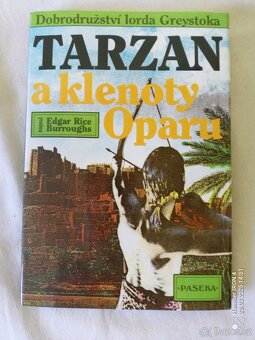 Dobrodružství lorda Greystoka
TARZAN
a klenoty
Oparu
napsal
Edgar Rice
Burroughs
·PASEKA·